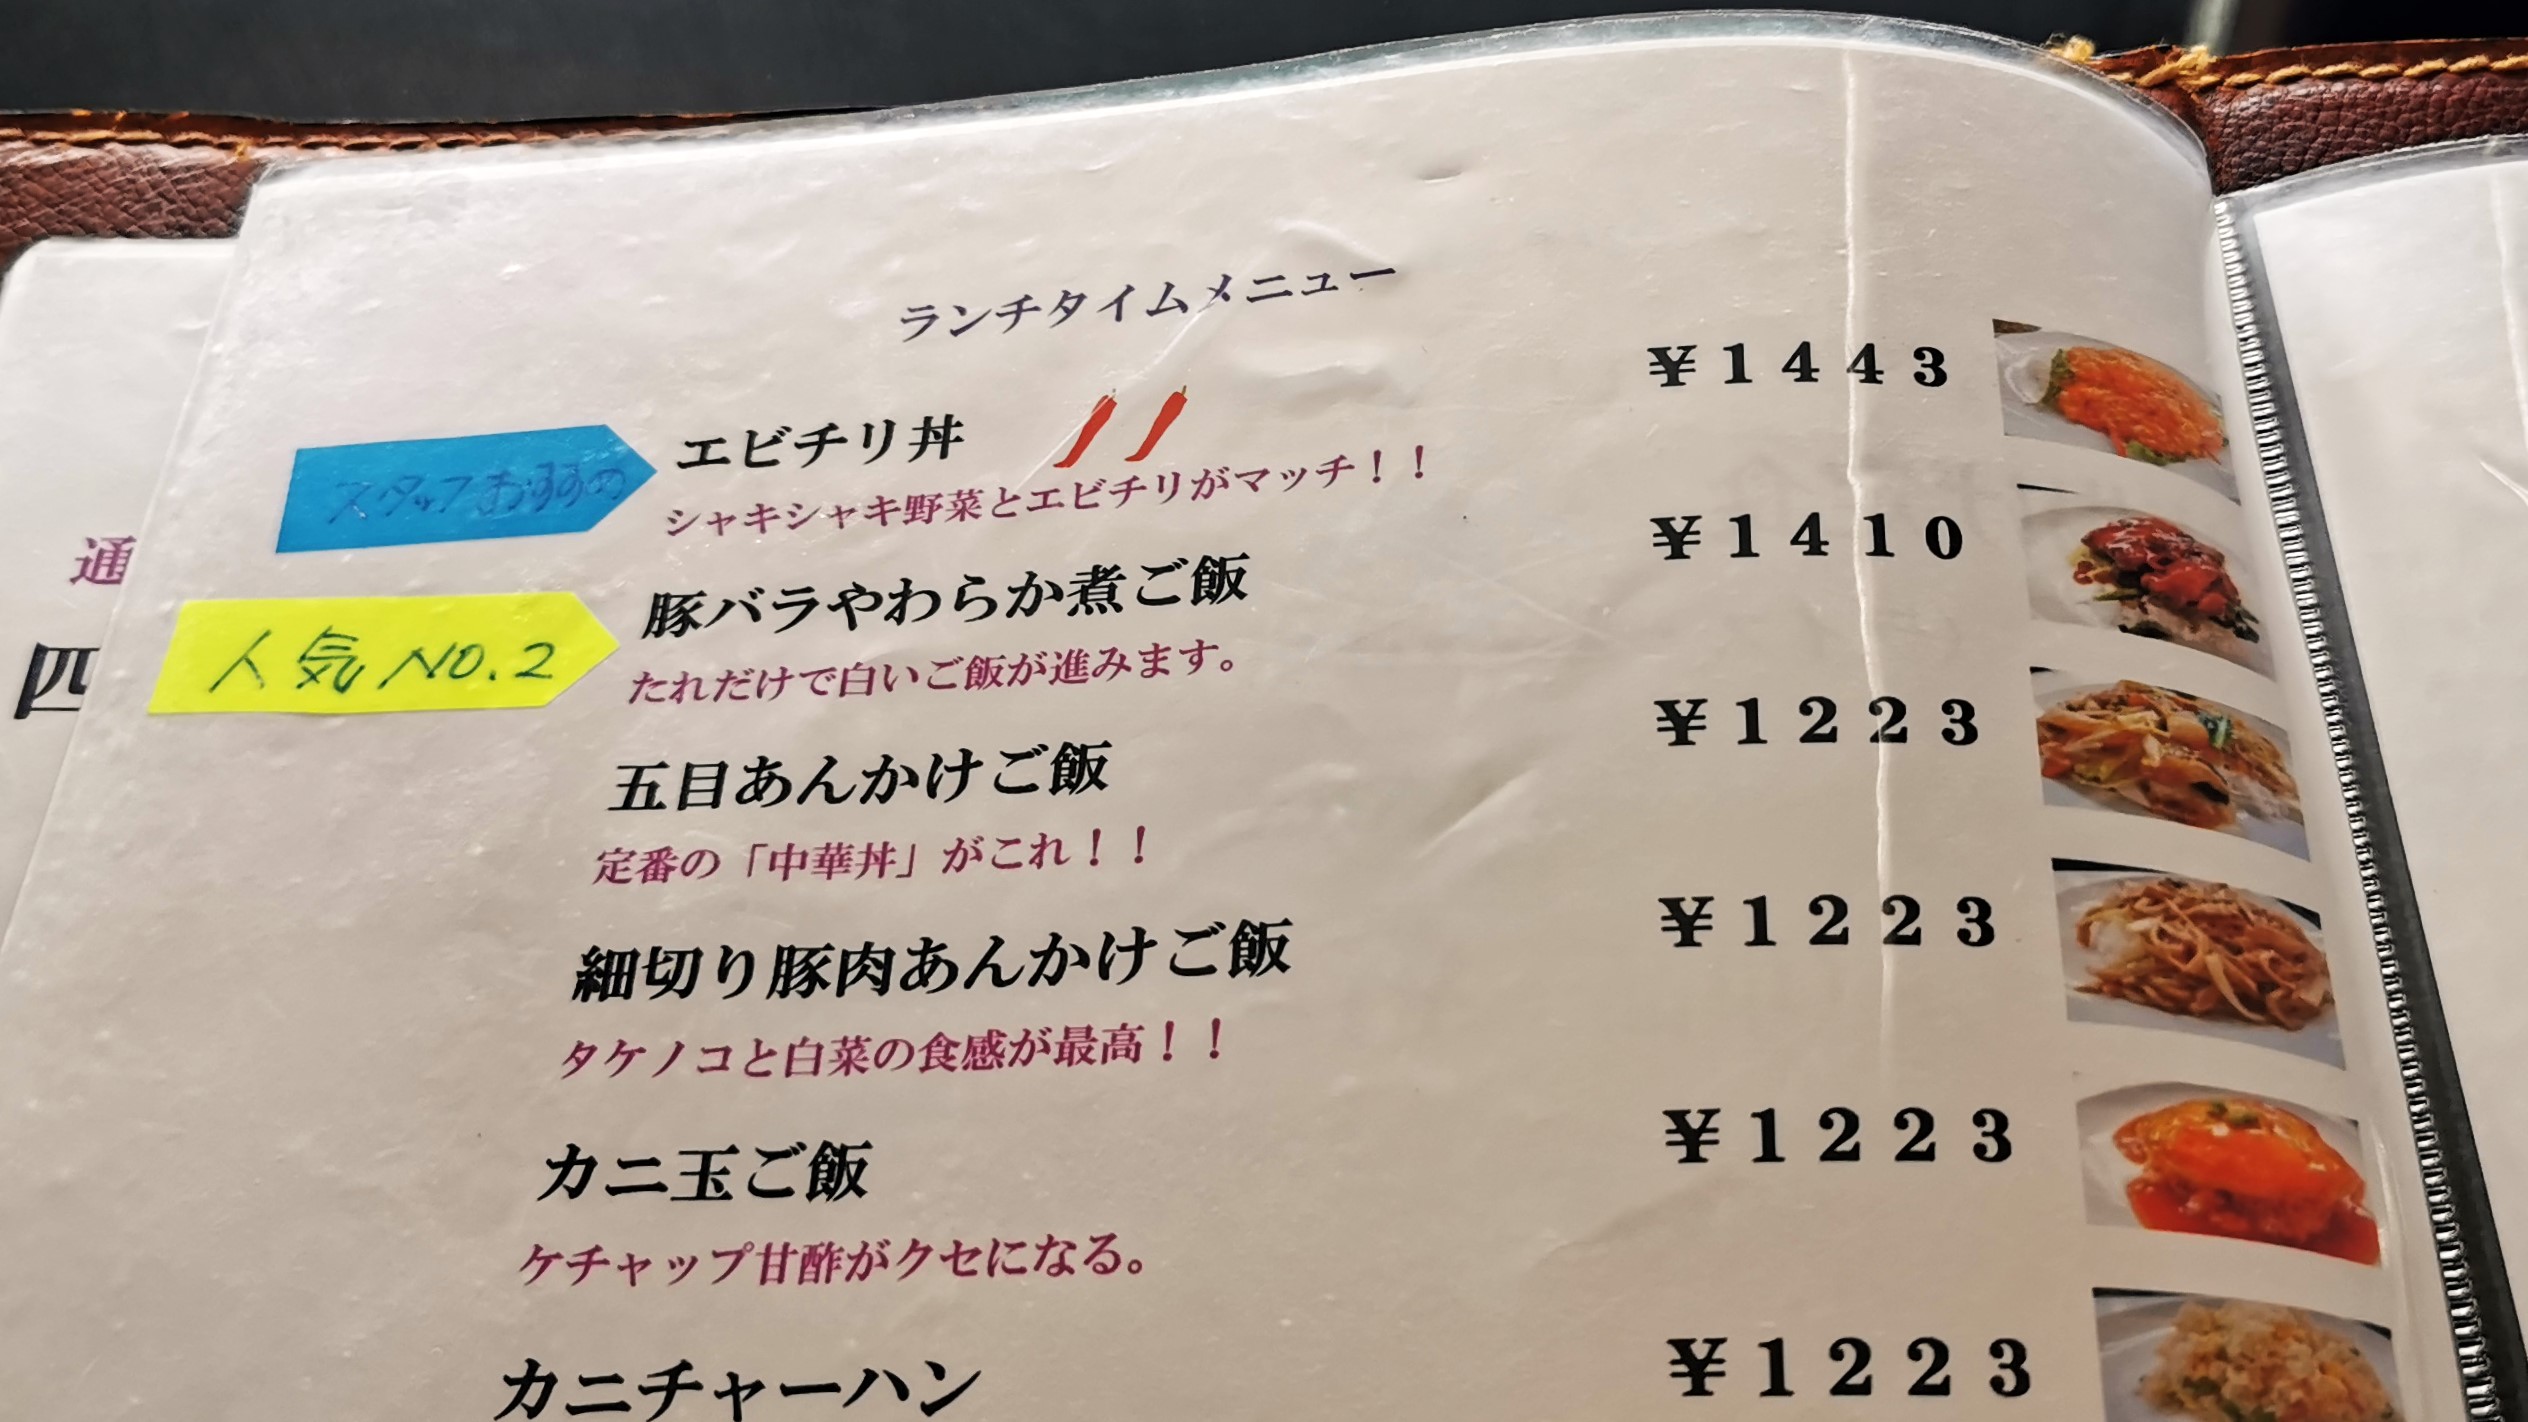 ランチタイムメニュー
スタッフおすすめ
エビチリ丼 ￥１４４３
シャキシャキ野菜とエビチリがマッチ！！
人気NO.2
豚バラやわらか煮ご飯 ￥１４１０
たれだけで白いご飯が進みます。
五目あんかけご飯 ￥１２２３
定番の「中華丼」がこれ！！
細切り豚肉あんかけご飯 ￥１２２３
タケノコと白菜の食感が最高！！
カニ玉ご飯 ￥１２２３
ケチャップ甘酢がクセになる。
カニチャーハン ￥１２２３
通
四